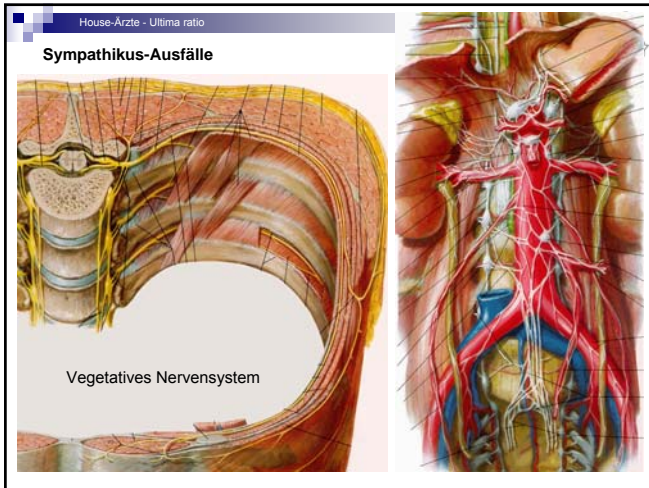 House-Ärzte - Ultima ratio
Sympathikus-Ausfälle
Vegetatives Nervensystem